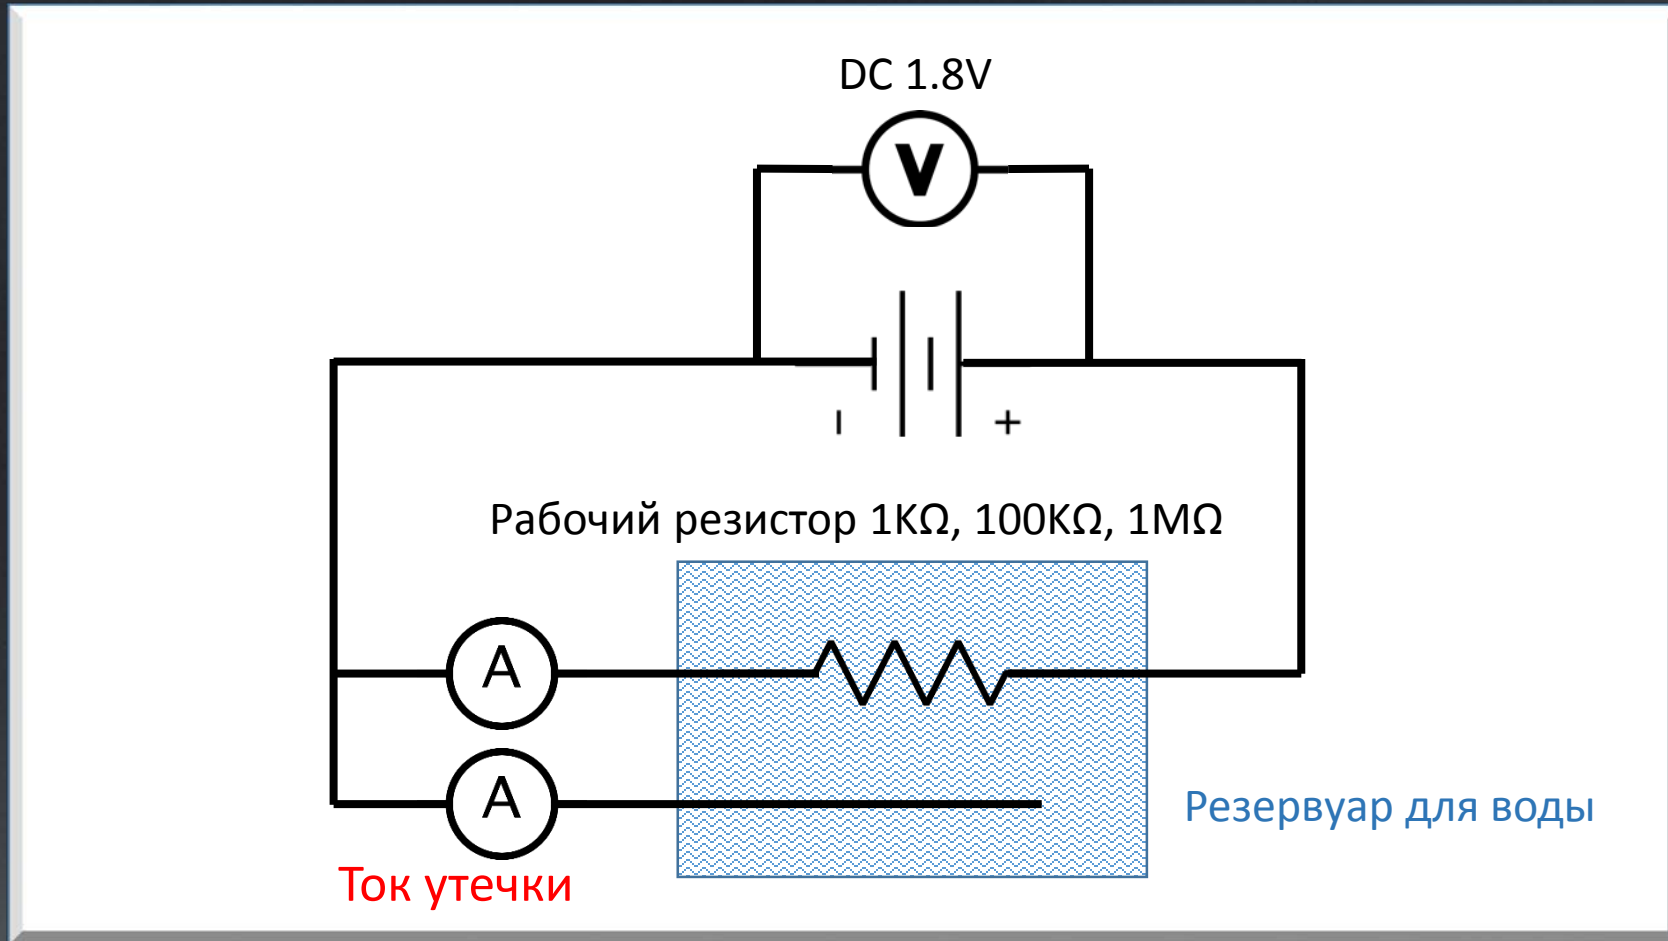 DC 1.8V
V
- +
Рабочий резистор 1KΩ, 100KΩ, 1MΩ
A
A
Резервуар для воды
Ток утечки